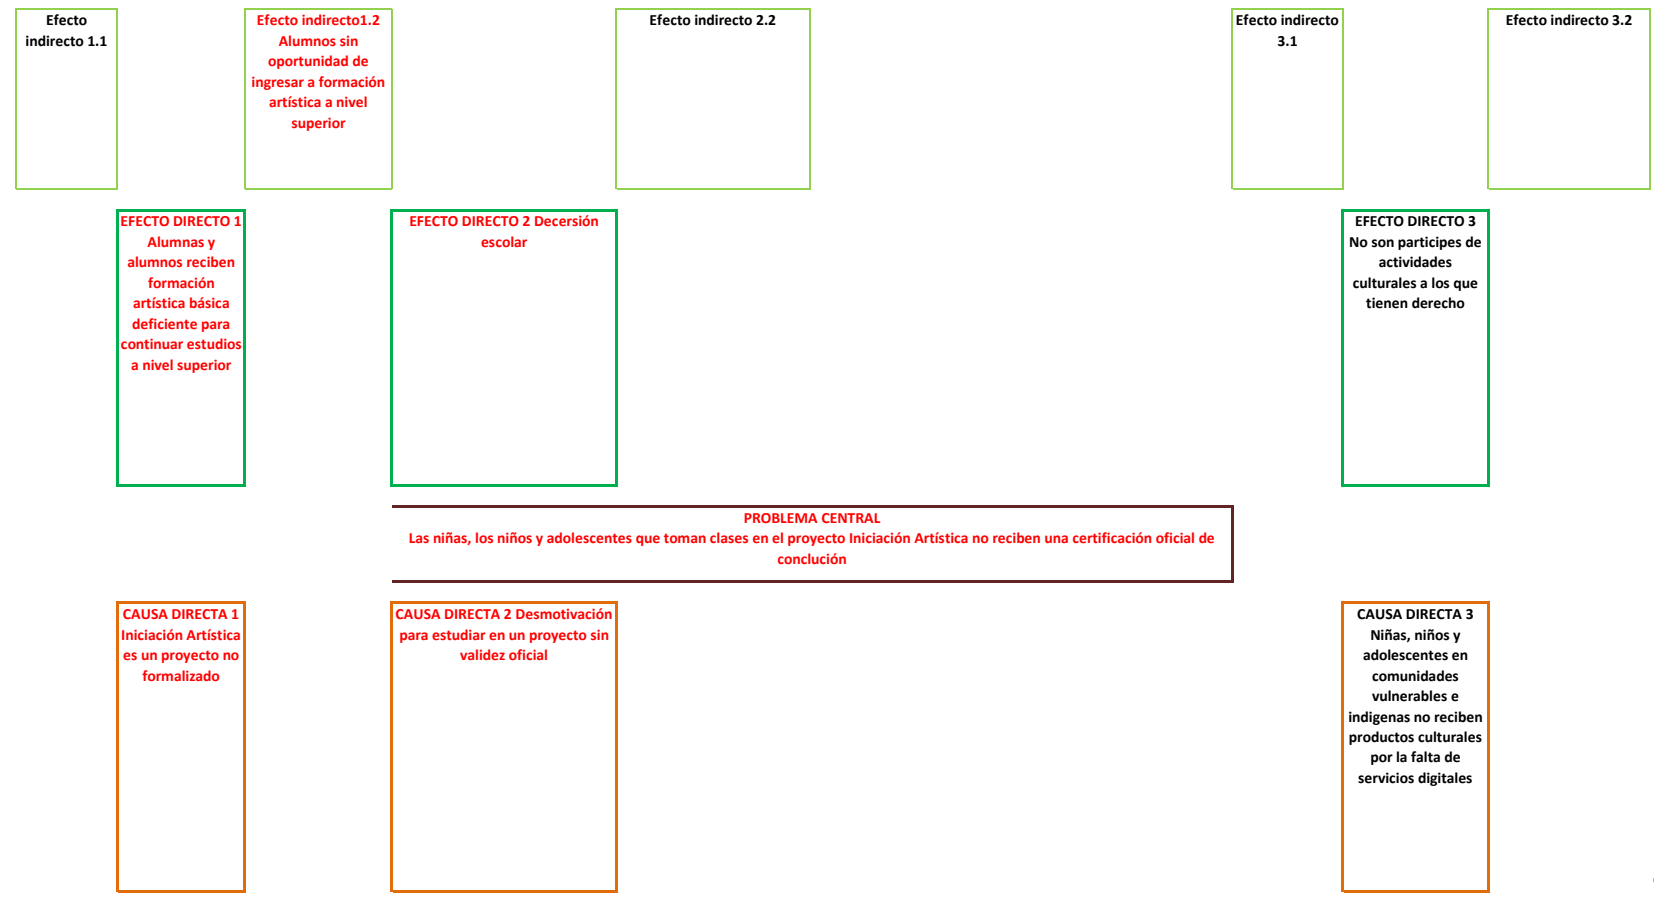 Efecto
indirecto 1.1
Efecto indirecto1.2
Alumnos sin
oportunidad de
ingresar a formación
artística a nivel
superior
Efecto indirecto 2.2
Efecto indirecto
3.1
Efecto indirecto 3.2
EFECTO DIRECTO 1
Alumnas y
alumnos reciben
formación
artística básica
deficiente para
continuar estudios
a nivel superior
EFECTO DIRECTO 2 Decersión
escolar
EFECTO DIRECTO 3
No son participes de
actividades
culturales a los que
tienen derecho
PROBLEMA CENTRAL
Las niñas, los niños y adolescentes que toman clases en el proyecto Iniciación Artística no reciben una certificación oficial de
conclución
CAUSA DIRECTA 1
Iniciación Artística
es un proyecto no
formalizado
CAUSA DIRECTA 2 Desmotivación
para estudiar en un proyecto sin
validez oficial
CAUSA DIRECTA 3
Niñas, niños y
adolescentes en
comunidades
vulnerables e
indigenas no reciben
productos culturales
por la falta de
servicios digitales